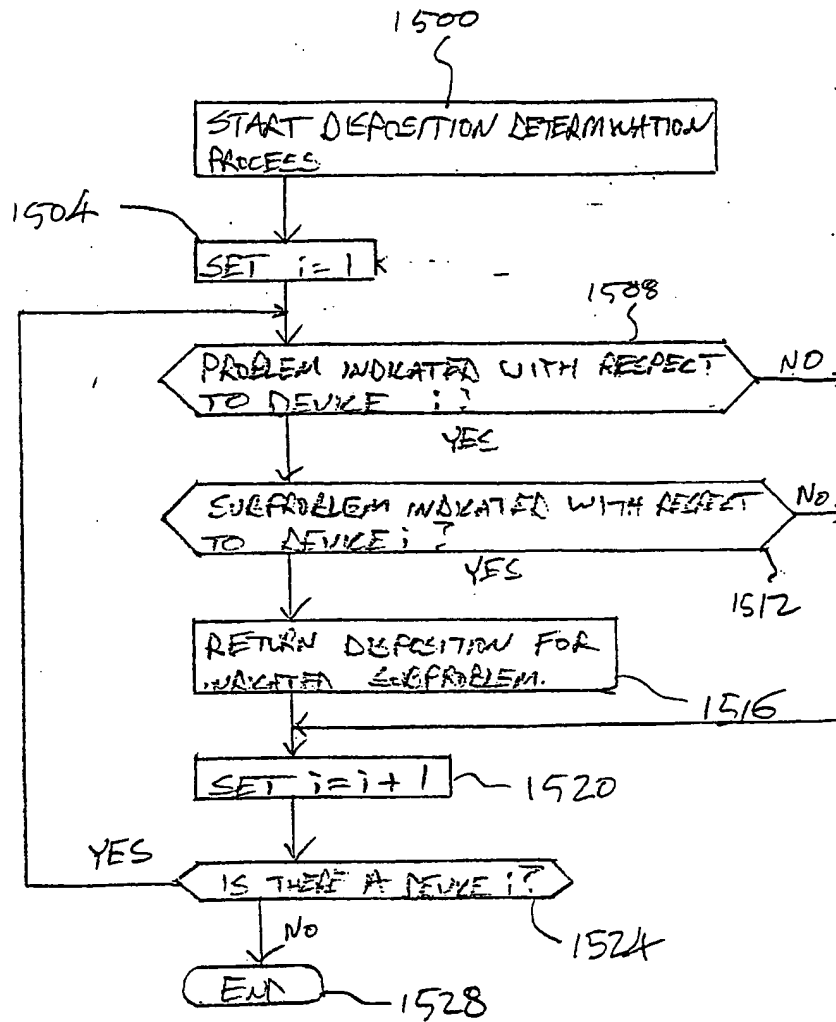 1500
START DISPOSITION DETERMINATION
PROCESS
1504
SET i = 1
1508
PROBLEM INDICATED WITH RESPECT
TO DEVICE i?
NO
YES
SUBPROBLEM INDICATED WITH RESPECT
TO DEVICE i?
NO
YES
1512
RETURN DISPOSITION FOR
INDICATED SUBPROBLEM.
1516
SET i = i + 1
1520
YES
IS THERE A DEVICE i?
1524
NO
END
1528